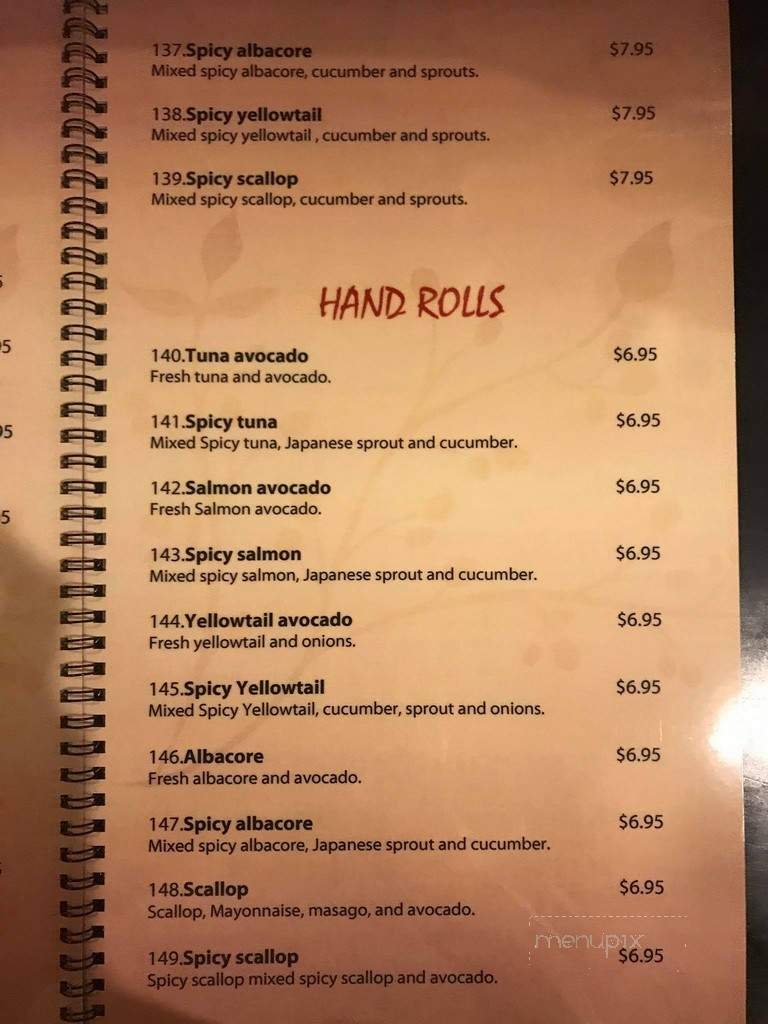 137.Spicy albacore $7.95
Mixed spicy albacore, cucumber and sprouts.
138.Spicy yellowtail $7.95
Mixed spicy yellowtail , cucumber and sprouts.
139.Spicy scallop $7.95
Mixed spicy scallop, cucumber and sprouts.
HAND ROLLS
140.Tuna avocado $6.95
Fresh tuna and avocado.
141.Spicy tuna $6.95
Mixed Spicy tuna, Japanese sprout and cucumber.
142.Salmon avocado $6.95
Fresh Salmon avocado.
143.Spicy salmon $6.95
Mixed spicy salmon, Japanese sprout and cucumber.
144.Yellowtail avocado $6.95
Fresh yellowtail and onions.
145.Spicy Yellowtail $6.95
Mixed Spicy Yellowtail, cucumber, sprout and onions.
146.Albacore $6.95
Fresh albacore and avocado.
147.Spicy albacore $6.95
Mixed spicy albacore, Japanese sprout and cucumber.
148.Scallop $6.95
Scallop, Mayonnaise, masago, and avocado.
149.Spicy scallop $6.95
Spicy scallop mixed spicy scallop and avocado.
menupix